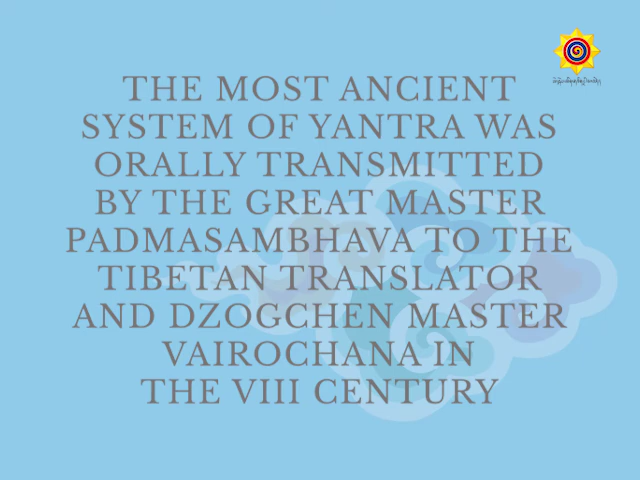 THE MOST ANCIENT
SYSTEM OF YANTRA WAS
ORALLY TRANSMITTED
BY THE GREAT MASTER
PADMASAMBHAVA TO THE
TIBETAN TRANSLATOR
AND DZOGCHEN MASTER
VAIROCHANA IN
THE VIII CENTURY